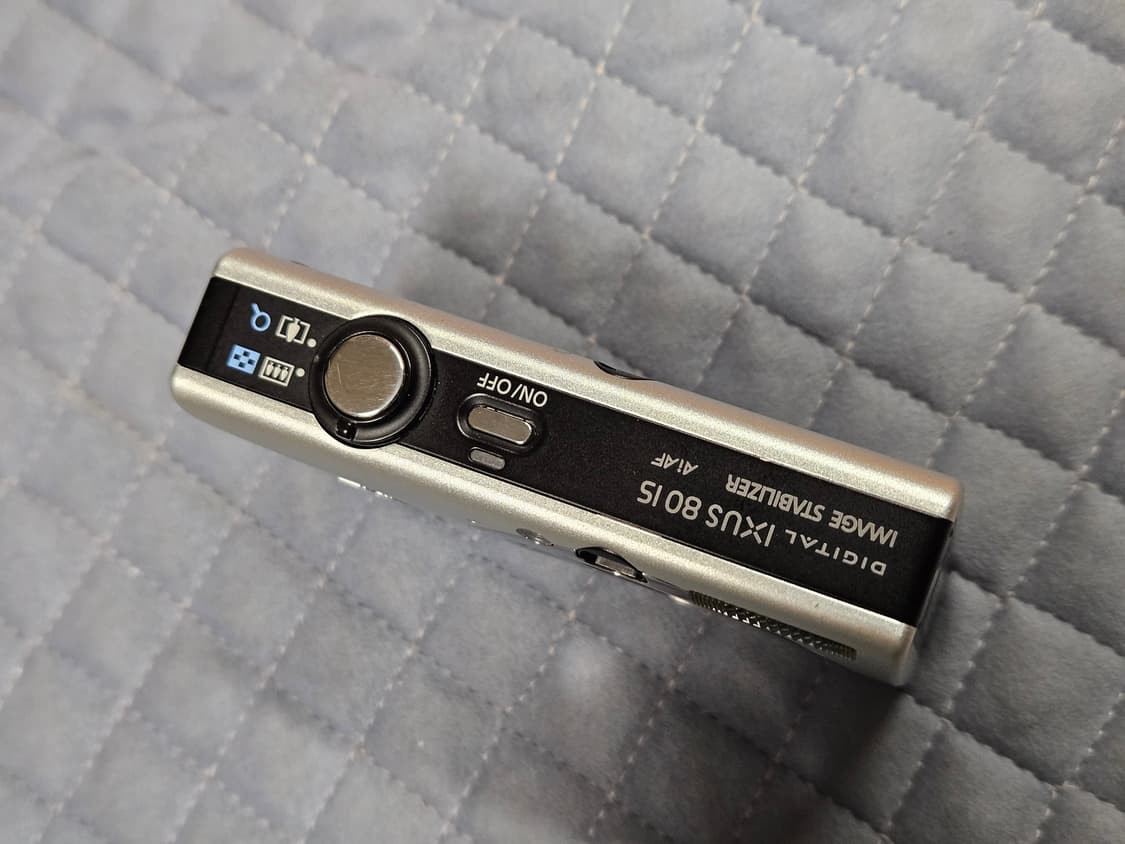 DIGITAL IXUS 80 IS
IMAGE STABILIZER AiAF
ON/OFF